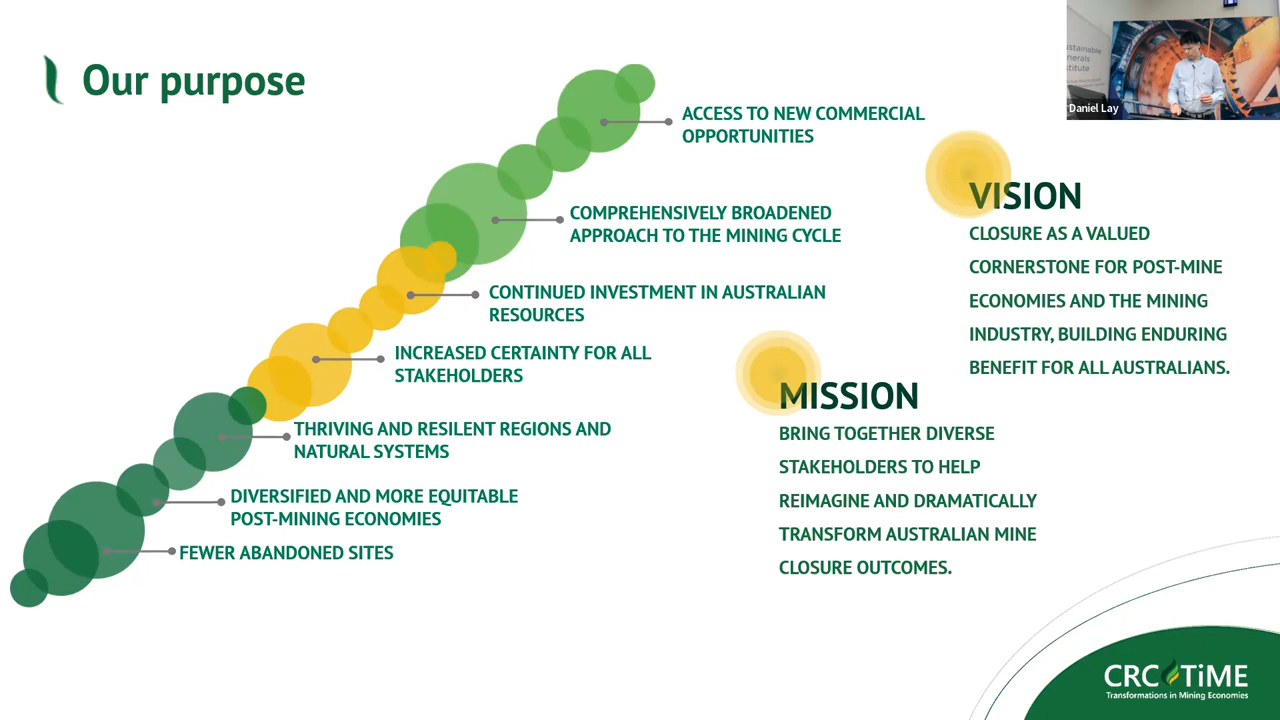 Our purpose
ACCESS TO NEW COMMERCIAL
OPPORTUNITIES
COMPREHENSIVELY BROADENED
APPROACH TO THE MINING CYCLE
CONTINUED INVESTMENT IN AUSTRALIAN
RESOURCES
INCREASED CERTAINTY FOR ALL
STAKEHOLDERS
THRIVING AND RESILENT REGIONS AND
NATURAL SYSTEMS
DIVERSIFIED AND MORE EQUITABLE
POST-MINING ECONOMIES
FEWER ABANDONED SITES
VISION
CLOSURE AS A VALUED
CORNERSTONE FOR POST-MINE
ECONOMIES AND THE MINING
INDUSTRY, BUILDING ENDURING
BENEFIT FOR ALL AUSTRALIANS.
MISSION
BRING TOGETHER DIVERSE
STAKEHOLDERS TO HELP
REIMAGINE AND DRAMATICALLY
TRANSFORM AUSTRALIAN MINE
CLOSURE OUTCOMES.
Daniel Lay
CRC TiME
Transformations in Mining Economies